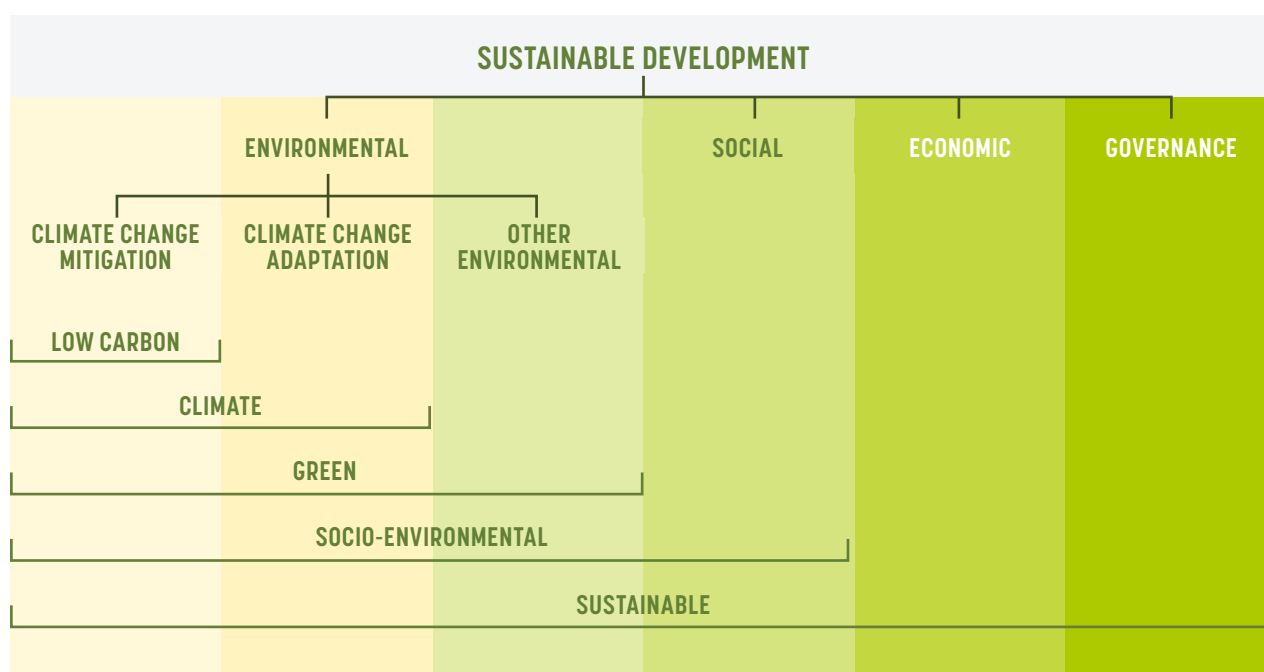 SUSTAINABLE DEVELOPMENT
ENVIRONMENTAL
SOCIAL
ECONOMIC
GOVERNANCE
CLIMATE CHANGE
MITIGATION
CLIMATE CHANGE
ADAPTATION
OTHER
ENVIRONMENTAL
LOW CARBON
CLIMATE
GREEN
SOCIO-ENVIRONMENTAL
SUSTAINABLE